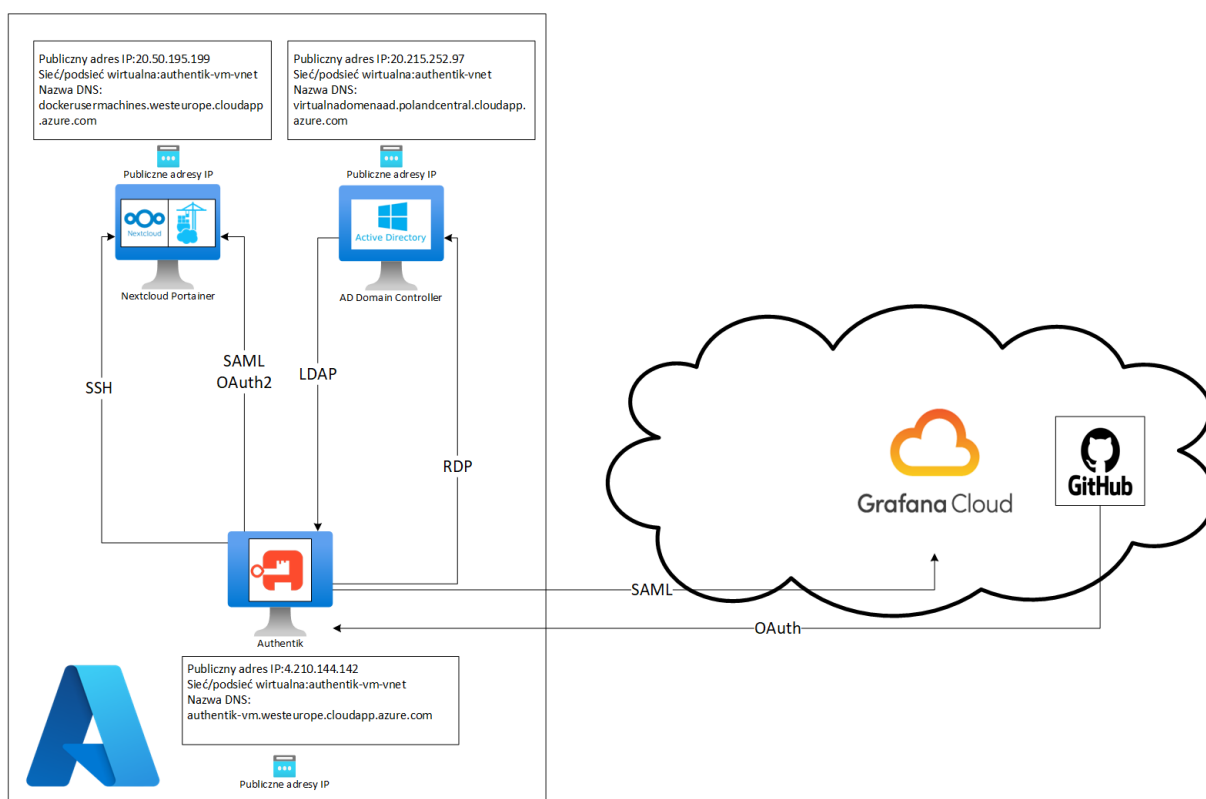 Publiczny adres IP:20.50.195.199
Sieć/podsieć wirtualna:authentik-vm-vnet
Nazwa DNS:
dockerusermachines.westeurope.cloudapp
.azure.com
Publiczny adres IP:20.215.252.97
Sieć/podsieć wirtualna:authentik-vnet
Nazwa DNS:
virtualnadomenaad.polandcentral.cloudapp.
azure.com
Publiczne adresy IP
Publiczne adresy IP
Nextcloud
Active Directory
Nextcloud Portainer
AD Domain Controller
SSH
SAML
OAuth2
LDAP
RDP
Grafana Cloud
GitHub
SAML
OAuth
Authentik
Publiczny adres IP:4.210.144.142
Sieć/podsieć wirtualna:authentik-vm-vnet
Nazwa DNS:
authentik-vm.westeurope.cloudapp.azure.com
Publiczne adresy IP